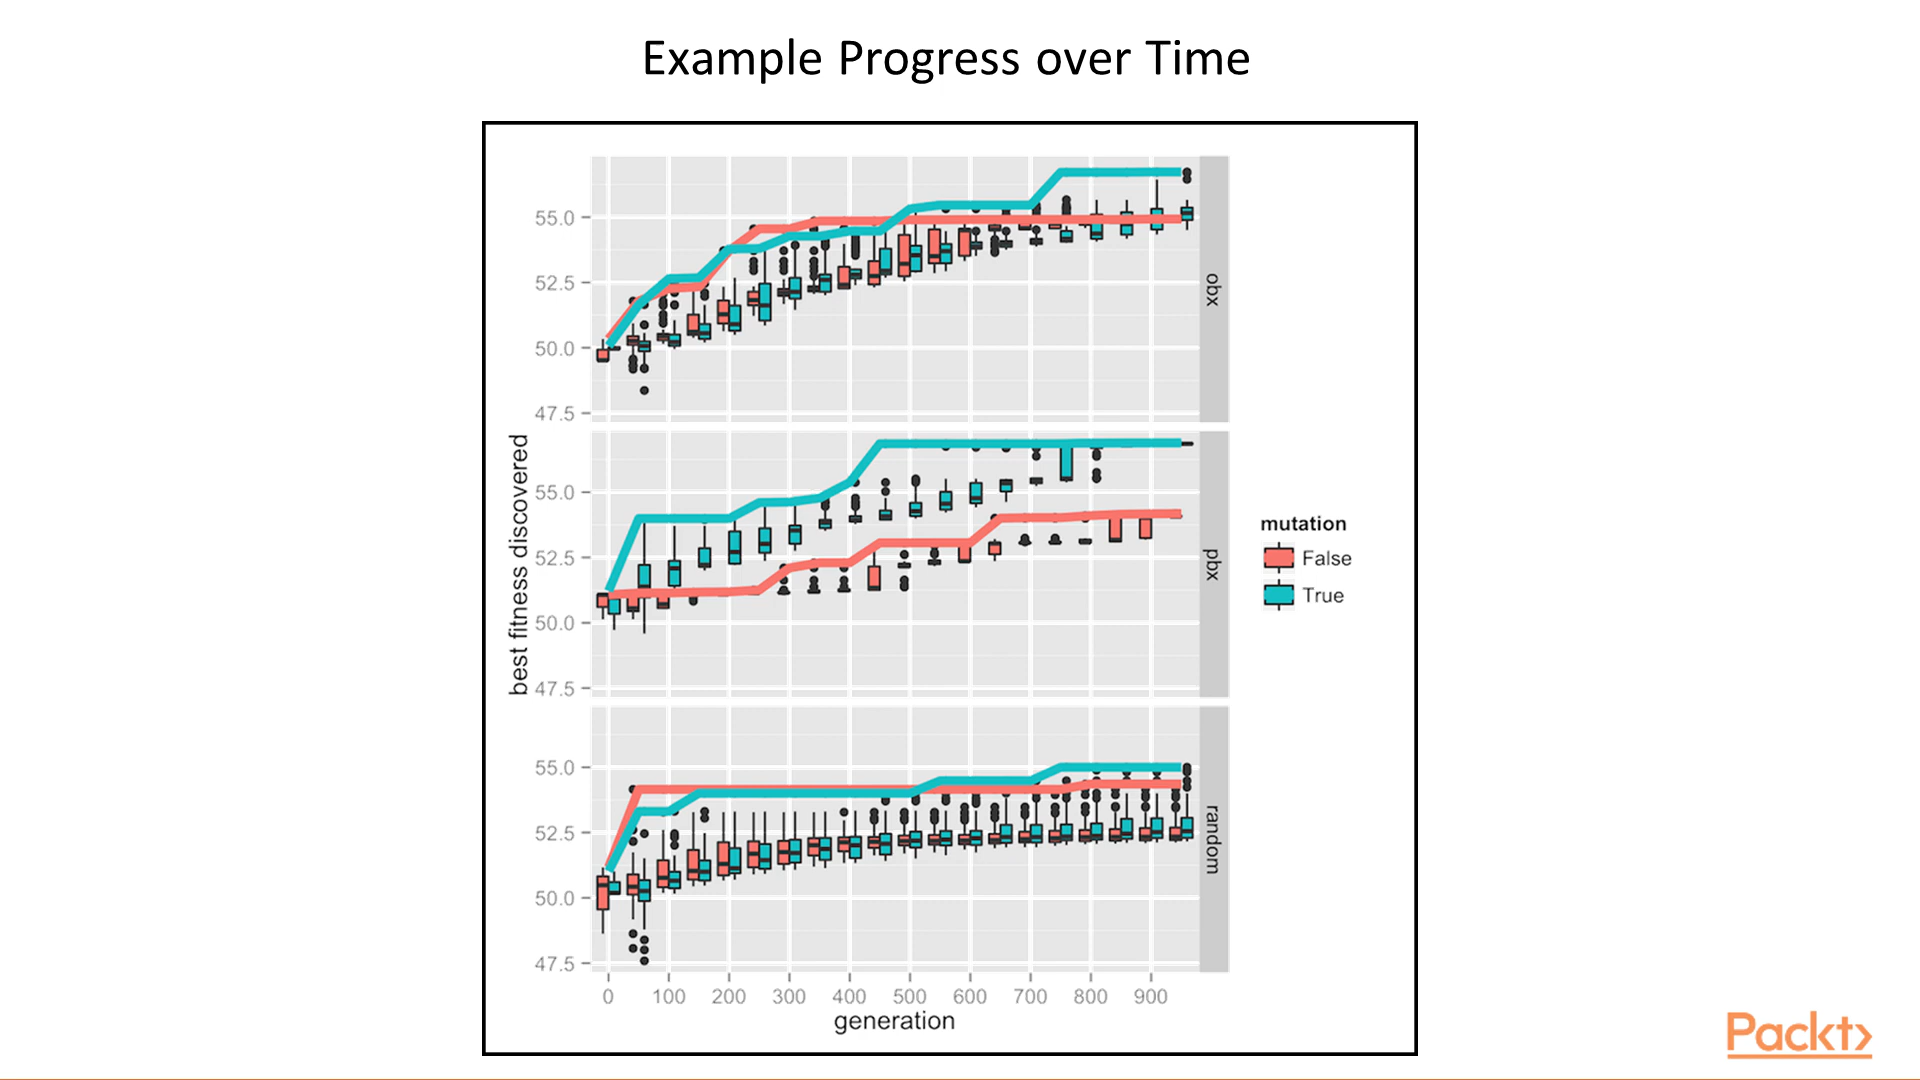 Example Progress over Time
best fitness discovered
55.0
52.5
50.0
47.5
obx
55.0
52.5
50.0
47.5
pbx
55.0
52.5
50.0
47.5
random
0 100 200 300 400 500 600 700 800 900
generation
mutation
False
True
Packt>